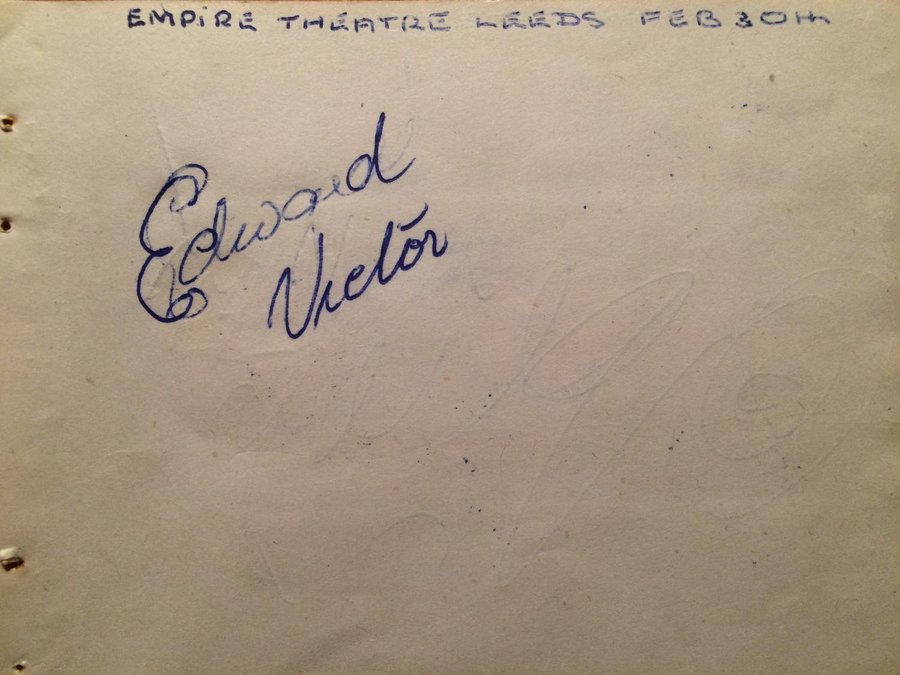 EMPIRE THEATRE LEEDS FEB 30th
Edward
Victor